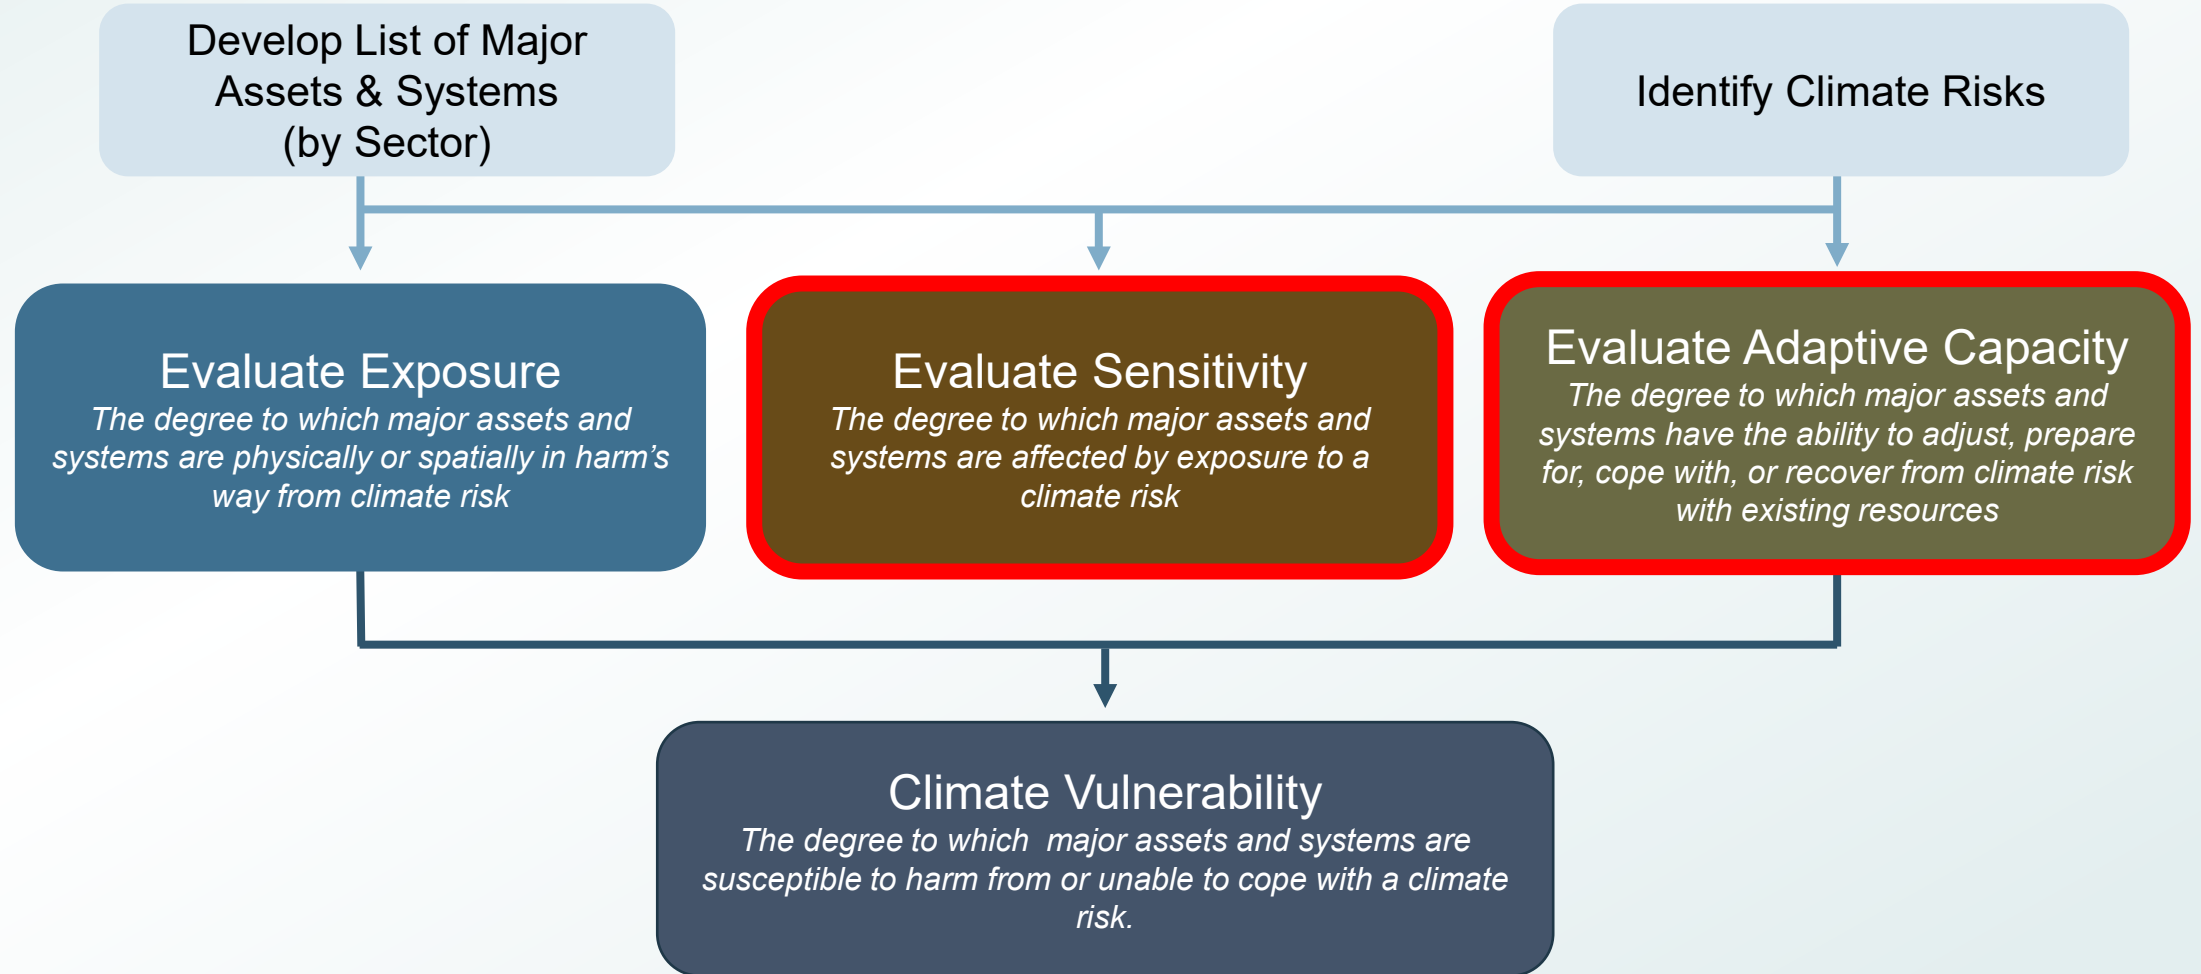 Develop List of Major
Assets & Systems
(by Sector)
Identify Climate Risks
Evaluate Exposure
The degree to which major assets and
systems are physically or spatially in harm’s
way from climate risk
Evaluate Sensitivity
The degree to which major assets and
systems are affected by exposure to a
climate risk
Evaluate Adaptive Capacity
The degree to which major assets and
systems have the ability to adjust, prepare
for, cope with, or recover from climate risk
with existing resources
Climate Vulnerability
The degree to which  major assets and systems are
susceptible to harm from or unable to cope with a climate
risk.